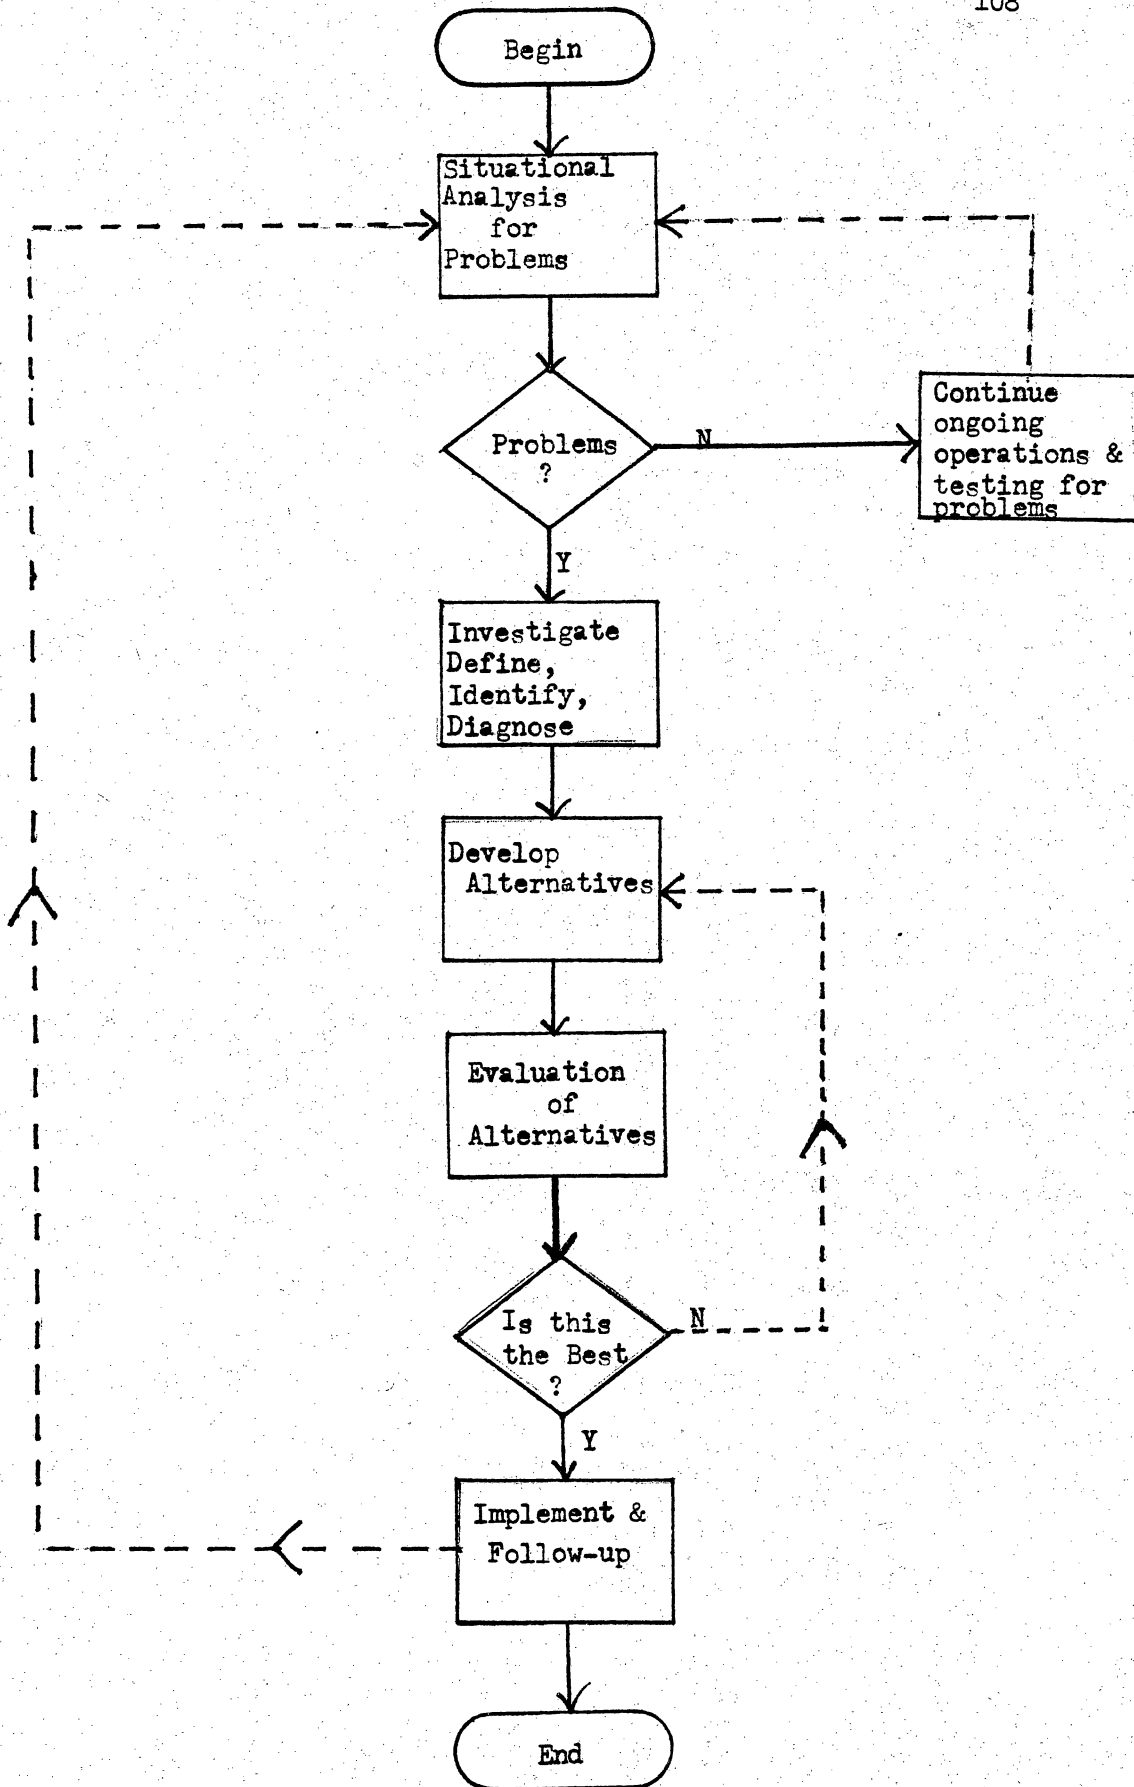 108
Begin
Situational
Analysis
for
Problems
Problems
?
N
Continue
ongoing
operations &
testing for
problems
Y
Investigate
Define,
Identify,
Diagnose
Develop
Alternatives
Evaluation
of
Alternatives
Is this
the Best
?
N
Y
Implement &
Follow-up
End